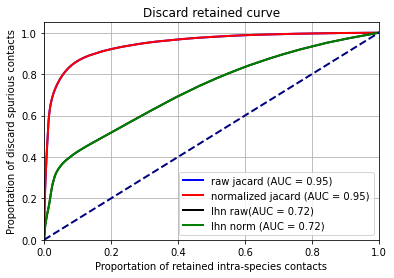 Discard retained curve
Proportation of discard spurious contacts
1.0
0.8
0.6
0.4
0.2
0.0
raw jacard (AUC = 0.95)
normalized jacard (AUC = 0.95)
lhn raw(AUC = 0.72)
lhn norm (AUC = 0.72)
0.0 0.2 0.4 0.6 0.8 1.0
Proportation of retained intra-species contacts